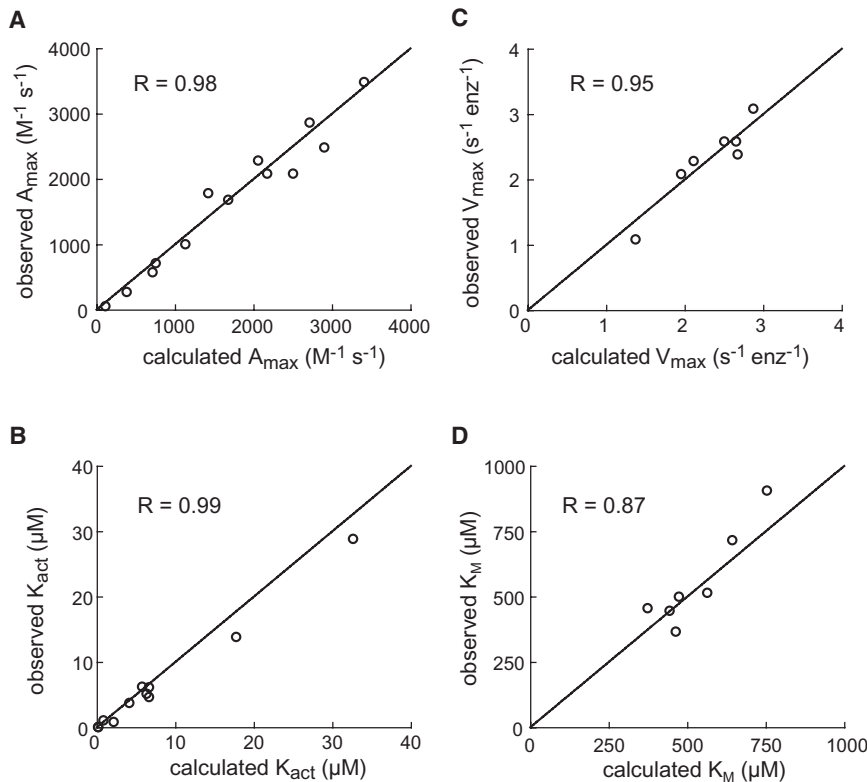 A
4000
3000
2000
1000
0
R = 0.98
0 1000 2000 3000 4000
observed Amax (M-1 s-1)
calculated Amax (M-1 s-1)
C
4
3
2
1
0
R = 0.95
0 1 2 3 4
observed Vmax (s-1 enz-1)
calculated Vmax (s-1 enz-1)
B
40
30
20
10
0
R = 0.99
0 10 20 30 40
observed Kact (µM)
calculated Kact (µM)
D
1000
750
500
250
0
R = 0.87
0 250 500 750 1000
observed KM (µM)
calculated KM (µM)